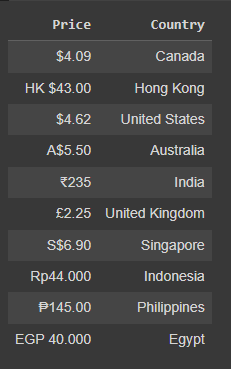 Price Country
$4.09 Canada
HK $43.00 Hong Kong
$4.62 United States
A$5.50 Australia
₹235 India
£2.25 United Kingdom
S$6.90 Singapore
Rp44.000 Indonesia
₱145.00 Philippines
EGP 40.000 Egypt